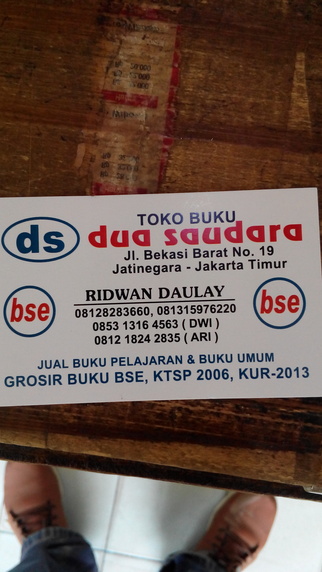 TOKO BUKU
ds dua saudara
Jl. Bekasi Barat No. 19
Jatinegara - Jakarta Timur
bse
RIDWAN DAULAY
bse
08128283660, 081315976220
0853 1316 4563 ( DWI )
0812 1824 2835 ( ARI )
JUAL BUKU PELAJARAN & BUKU UMUM
GROSIR BUKU BSE, KTSP 2006, KUR-2013